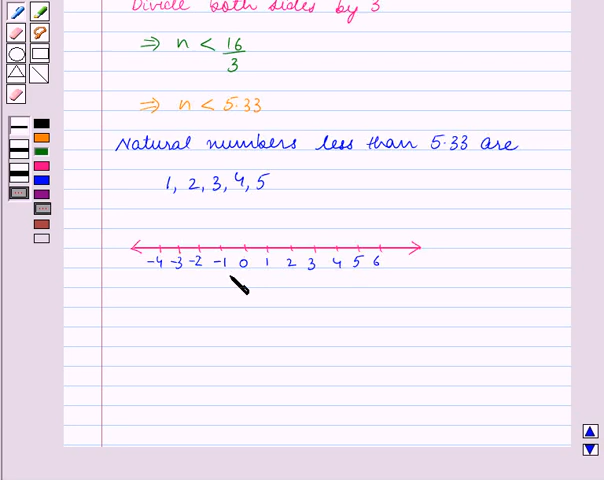 Divide both sides by 3
⇒ n < 16/3
⇒ n < 5.33
Natural numbers less than 5.33 are
1, 2, 3, 4, 5
-4 -3 -2 -1 0 1 2 3 4 5 6